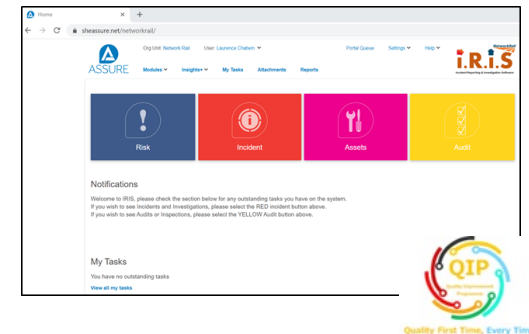 Home × +
sheassure.net/networkrail/
Org Unit: Network Rail User: Laurence Chatwin Portal Queue Settings Help
ASSURE Modules Insights+ My Tasks Attachments Reports
NetworkRail
i.R.i.S
Incident Reporting & Investigation Software
Risk Incident Assets Audit
Notifications
Welcome to IRIS, please check the section below for any outstanding tasks you have on the system.
If you wish to see Incidents and Investigations, please select the RED incident button above.
If you wish to see Audits or Inspections, please select the YELLOW Audit button above.
My Tasks
You have no outstanding tasks
View all my tasks
QIP
Quality Improvement
Programme
Quality First Time, Every Tim